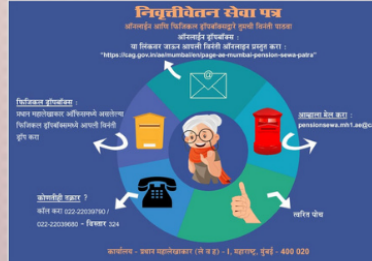 निवृत्तीवेतन सेवा पत्र
ऑनलाईन आणि फिजिकल ड्रॉपबॉक्सद्वारे तुमची विनंती पाठवा
ऑनलाईन ड्रॉपबॉक्स :
या लिंकवर जाऊन आपली विनंती ऑनलाइन प्रस्तुत करा :
"https://cag.gov.in/ae/mumbai/en/page-ae-mumbai-pension-sewa-patra"
फिजिकल ड्रॉपबॉक्स :
प्रधान महालेखाकार ऑफिसमध्ये असलेल्या
फिजिकल ड्रॉपबॉक्समध्ये आपली विनंती
ड्रॉप करा
आम्हाला मेल करा :
pensionsewa.mh1.ae@ca
कोणतीही तक्रार ?
कॉल करा 022-22039790 /
022-22039680 - विस्तार 324
त्वरित पोच
कार्यालय - प्रधान महालेखाकार (ले व ह) - I, महाराष्ट्र, मुंबई - 400 020